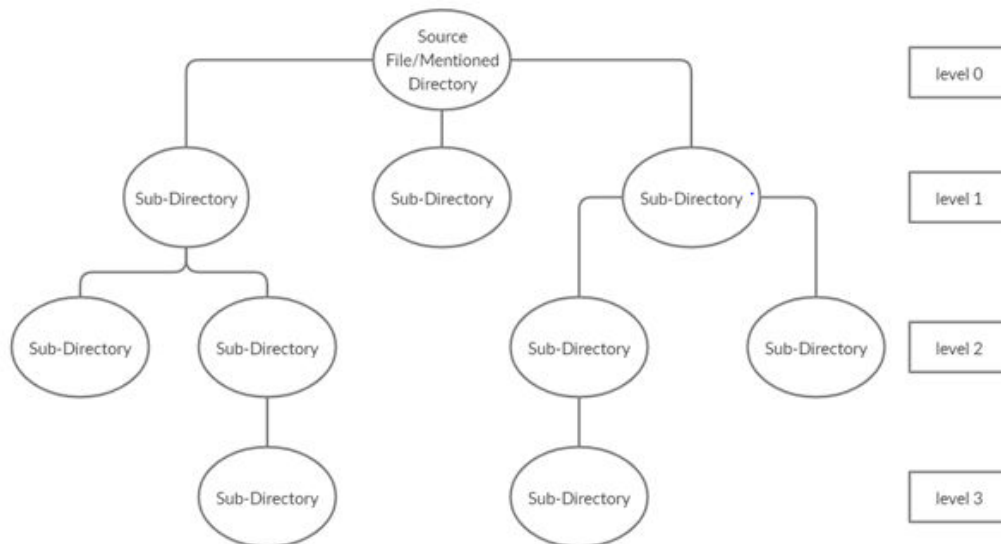 Source
File/Mentioned
Directory
level 0
Sub-Directory
Sub-Directory
Sub-Directory
level 1
Sub-Directory
Sub-Directory
Sub-Directory
Sub-Directory
level 2
Sub-Directory
Sub-Directory
level 3